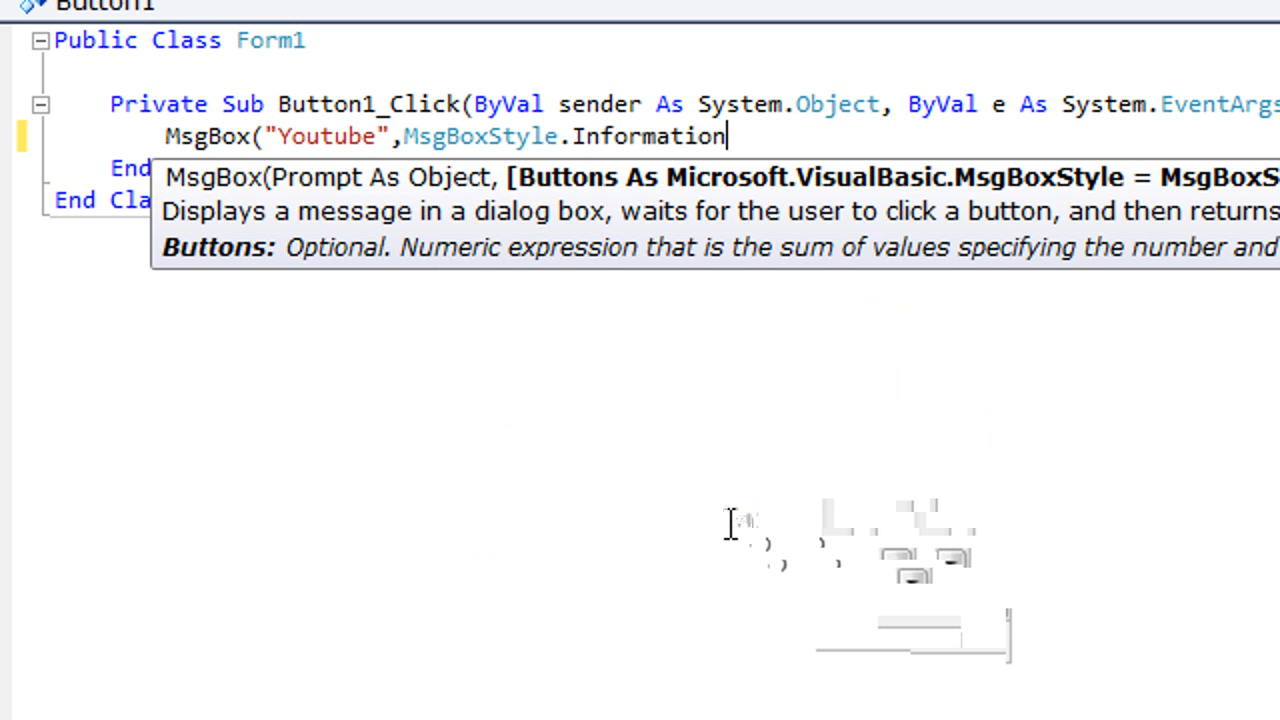 Button1
Public Class Form1
Private Sub Button1_Click(ByVal sender As System.Object, ByVal e As System.EventArgs
MsgBox("Youtube",MsgBoxStyle.Information
End
MsgBox(Prompt As Object, [Buttons As Microsoft.VisualBasic.MsgBoxStyle = MsgBoxS
End Cla
Displays a message in a dialog box, waits for the user to click a button, and then returns
Buttons: Optional. Numeric expression that is the sum of values specifying the number and